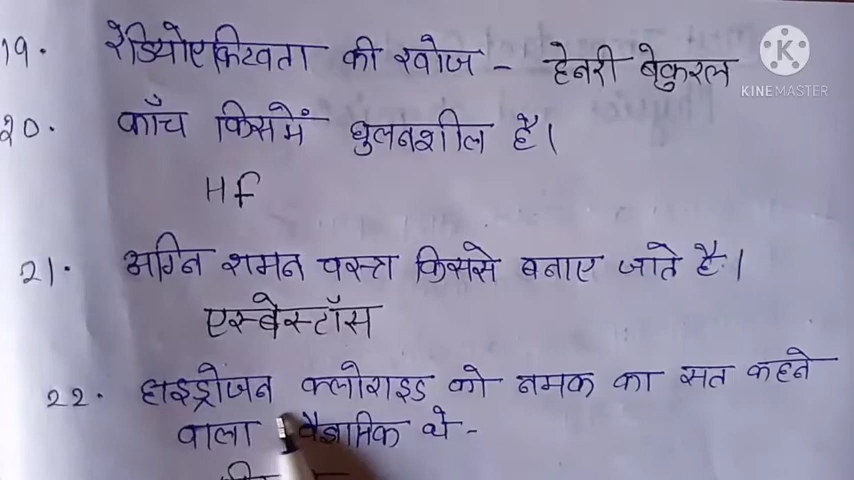 19. रेडियोएक्टिवता की खोज - हेनरी बेकुरल
KINEMASTER
20. काँच किसमें घुलनशील है।
HF
21. अग्नि शमन वस्त्र किससे बनाए जाते है।
एस्बेस्टॉस
22. हाइड्रोजन क्लोराइड को नमक का सत कहने
वाला वैज्ञानिक थे -